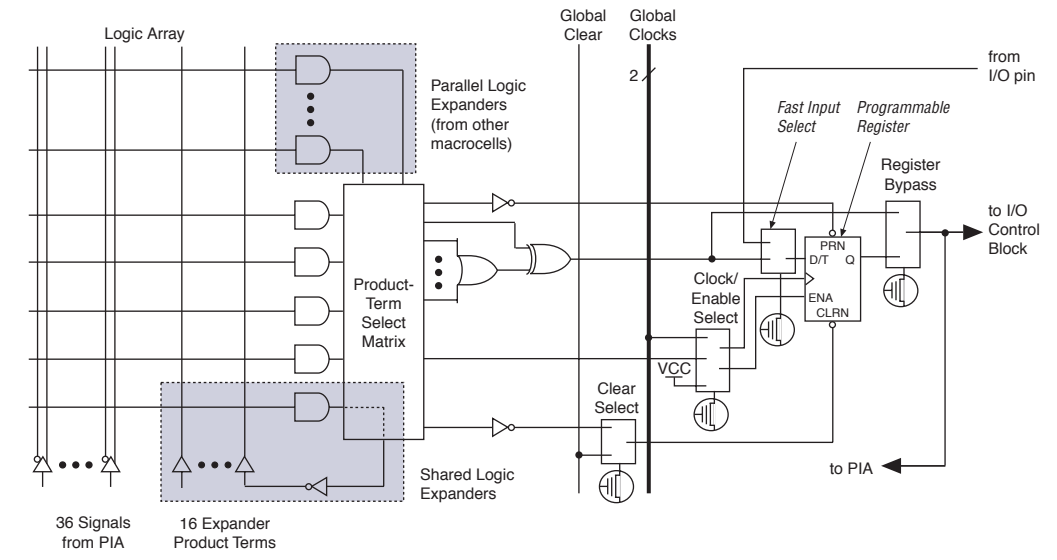 Logic Array
Parallel Logic
Expanders
(from other
macrocells)
Global
Clear
Global
Clocks
2
from
I/O pin
Fast Input
Select
Programmable
Register
Register
Bypass
to I/O
Control
Block
PRN
D/T Q
ENA
CLRN
Clock/
Enable
Select
VCC
Product-
Term
Select
Matrix
Clear
Select
Shared Logic
Expanders
to PIA
36 Signals
from PIA
16 Expander
Product Terms